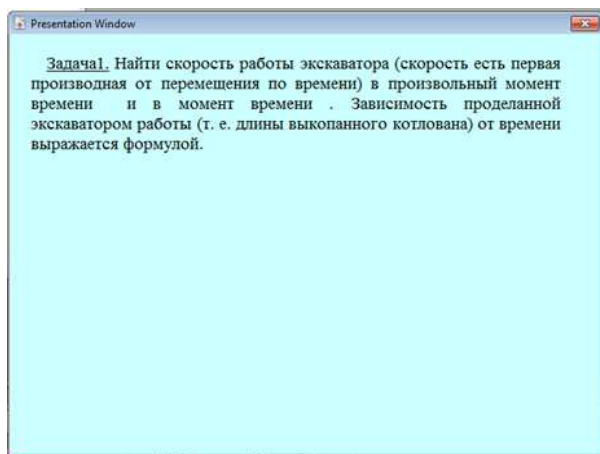 Presentation Window
Задача1. Найти скорость работы экскаватора (скорость есть первая
производная от перемещения по времени) в произвольный момент
времени и в момент времени . Зависимость проделанной
экскаватором работы (т. е. длины выкопанного котлована) от времени
выражается формулой.